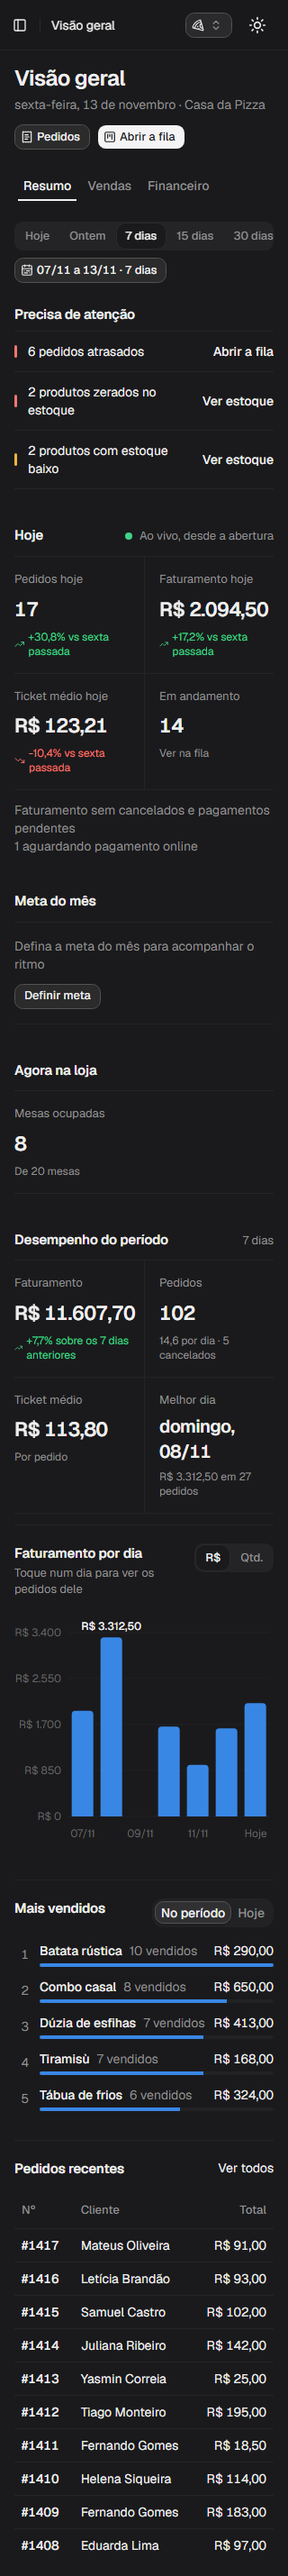 Visão geral
Visão geral
sexta-feira, 13 de novembro · Casa da Pizza
Pedidos
Abrir a fila
Resumo Vendas Financeiro
Hoje Ontem 7 dias 15 dias 30 dias
07/11 a 13/11 · 7 dias
Precisa de atenção
6 pedidos atrasados Abrir a fila
2 produtos zerados no
estoque
Ver estoque
2 produtos com estoque
baixo
Ver estoque
Hoje
Ao vivo, desde a abertura
Pedidos hoje
17
+30,8% vs sexta
passada
Faturamento hoje
R$ 2.094,50
+17,2% vs sexta
passada
Ticket médio hoje
R$ 123,21
-10,4% vs sexta
passada
Em andamento
14
Ver na fila
Faturamento sem cancelados e pagamentos
pendentes
1 aguardando pagamento online
Meta do mês
Defina a meta do mês para acompanhar o
ritmo
Definir meta
Agora na loja
Mesas ocupadas
8
De 20 mesas
Desempenho do período 7 dias
Faturamento
R$ 11.607,70
+7,7% sobre os 7 dias
anteriores
Pedidos
102
14,6 por dia · 5
cancelados
Ticket médio
R$ 113,80
Por pedido
Melhor dia
domingo,
08/11
R$ 3.312,50 em 27
pedidos
Faturamento por dia
Toque num dia para ver os
pedidos dele
R$ Qtd.
R$ 3.312,50
R$ 3.400
R$ 2.550
R$ 1.700
R$ 850
R$ 0
07/11 09/11 11/11 Hoje
Mais vendidos
No período Hoje
1 Batata rústica 10 vendidos R$ 290,00
2 Combo casal 8 vendidos R$ 650,00
3 Dúzia de esfihas 7 vendidos R$ 413,00
4 Tiramisù 7 vendidos R$ 168,00
5 Tábua de frios 6 vendidos R$ 324,00
Pedidos recentes Ver todos
N° Cliente Total
#1417 Mateus Oliveira R$ 91,00
#1416 Letícia Brandão R$ 93,00
#1415 Samuel Castro R$ 102,00
#1414 Juliana Ribeiro R$ 142,00
#1413 Yasmin Correia R$ 25,00
#1412 Tiago Monteiro R$ 195,00
#1411 Fernando Gomes R$ 18,50
#1410 Helena Siqueira R$ 114,00
#1409 Fernando Gomes R$ 183,00
#1408 Eduarda Lima R$ 97,00